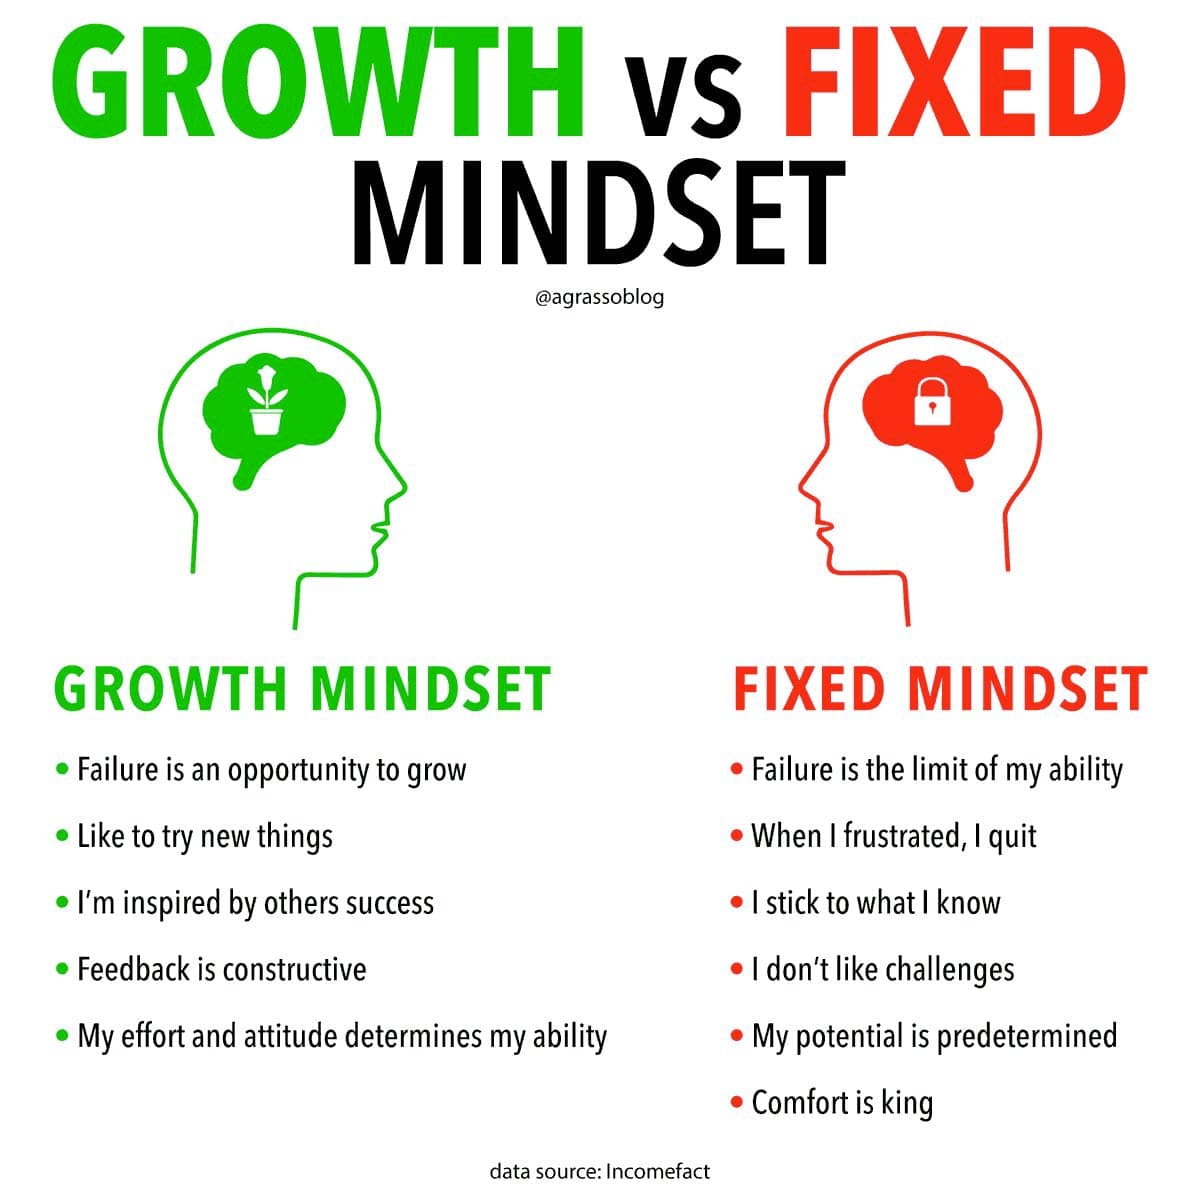 GROWTH vs FIXED
MINDSET
@agrassoblog
GROWTH MINDSET
• Failure is an opportunity to grow
• Like to try new things
• I’m inspired by others success
• Feedback is constructive
• My effort and attitude determines my ability
FIXED MINDSET
• Failure is the limit of my ability
• When I frustrated, I quit
• I stick to what I know
• I don’t like challenges
• My potential is predetermined
• Comfort is king
data source: Incomefact